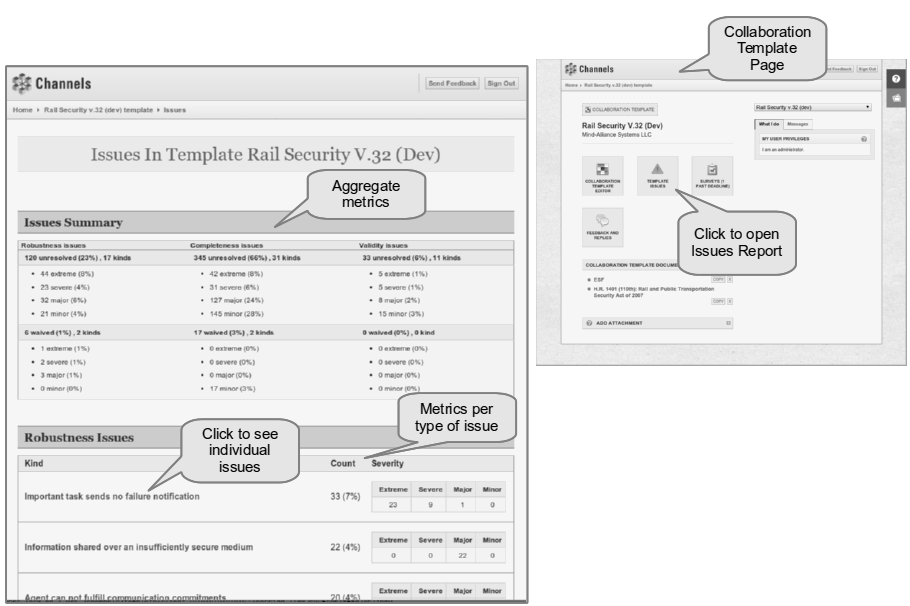 Collaboration
Template
Page
Channels
Send Feedback
Sign Out
Home › Rail Security v.32 (dev) template › Issues
Issues In Template Rail Security V.32 (Dev)
Aggregate
metrics
Issues Summary
Robustness issues Completeness issues Validity issues
120 unresolved (23%) , 17 kinds 345 unresolved (66%) , 31 kinds 33 unresolved (6%) , 11 kinds
• 44 extreme (8%) • 42 extreme (8%) • 5 extreme (1%)
• 23 severe (4%) • 31 severe (6%) • 5 severe (1%)
• 32 major (6%) • 127 major (24%) • 8 major (2%)
• 21 minor (4%) • 145 minor (28%) • 15 minor (3%)
6 waived (1%) , 2 kinds 17 waived (3%) , 2 kinds 0 waived (0%) , 0 kind
• 1 extreme (1%) • 0 extreme (0%) • 0 extreme (0%)
• 2 severe (1%) • 0 severe (0%) • 0 severe (0%)
• 3 major (1%) • 0 major (0%) • 0 major (0%)
• 0 minor (0%) • 17 minor (3%) • 0 minor (0%)
Metrics per
type of issue
Robustness Issues
Click to see
individual
issues
Kind Count Severity
Important task sends no failure notification 33 (7%)
Extreme Severe Major Minor
23 9 1 0
Information shared over an insufficiently secure medium 22 (4%)
Extreme Severe Major Minor
0 0 22 0
Agent can not fulfill communication commitments 20 (4%)
Extreme Severe Major Minor
Channels
Feedback
Sign Out
Home › Rail Security v.32 (dev) template
COLLABORATION TEMPLATE
Rail Security V.32 (Dev)
Mind-Alliance Systems LLC
Rail Security v.32 (dev)
What I do
Messages
MY USER PRIVILEGES
I am an administrator.
COLLABORATION
TEMPLATE
EDITOR
TEMPLATE
ISSUES
SURVEYS (1
PAST DEADLINE)
FEEDBACK AND
REPLIES
Click to open
Issues Report
COLLABORATION TEMPLATE
• ESF
COPY X
• H.R. 1401 (110th): Rail and Public Transportation
Security Act of 2007
COPY X
ADD ATTACHMENT